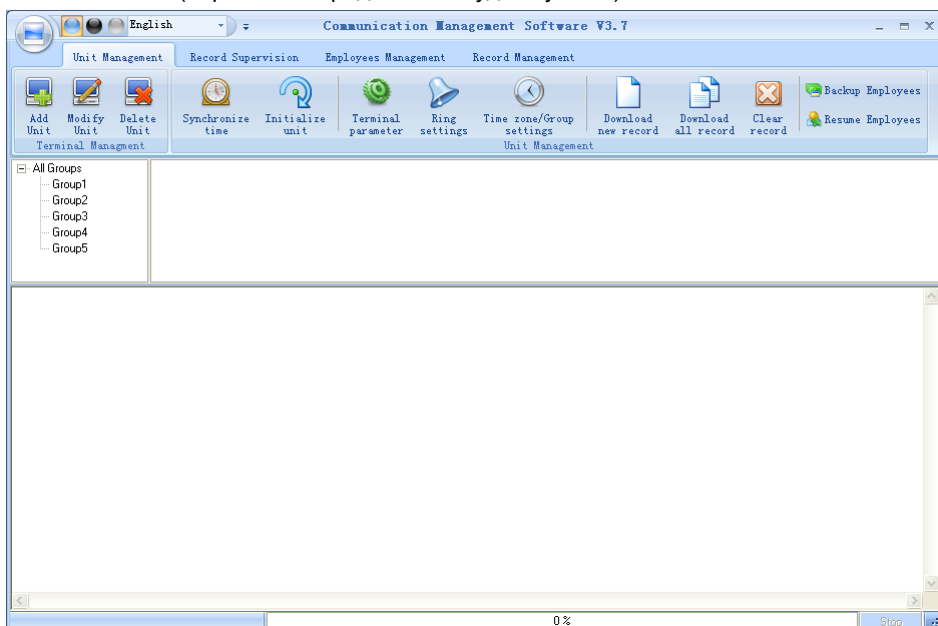 English
Communication Management Software V3.7
Unit Management Record Supervision Employees Management Record Management
Add Unit
Modify Unit
Delete Unit
Synchronize time
Initialize unit
Terminal parameter
Ring settings
Time zone/Group settings
Download new record
Download all record
Clear record
Backup Employees
Resume Employees
Terminal Managment
Unit Management
All Groups
Group1
Group2
Group3
Group4
Group5
0%
Stop